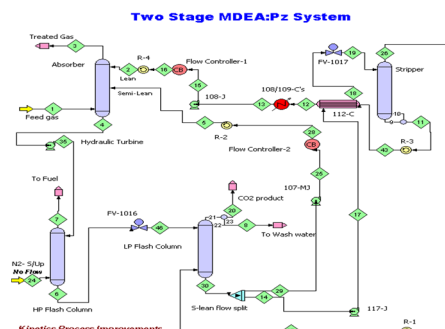 Two Stage MDEA:Pz System
Treated Gas
3
Absorber
R-4
2
16
CB
Flow Controller-1
Lean
15
Semi-Lean
108-J
108/109-C's
13
12
112-C
FV-1017
19
26
Stripper
18
10
9
11
43
R-3
1
Feed gas
4
5
R-2
28
Flow Controller-2
CB
35
Hydraulic Turbine
To Fuel
25
107-MJ
CO2 product
20
7
FV-1016
46
21
23
22
8
To Wash water
LP Flash Column
17
N2- S/Up
No Flow
24
6
HP Flash Column
30
29
14
S-lean flow split
117-J
R-1
Kinetics Process Improvements